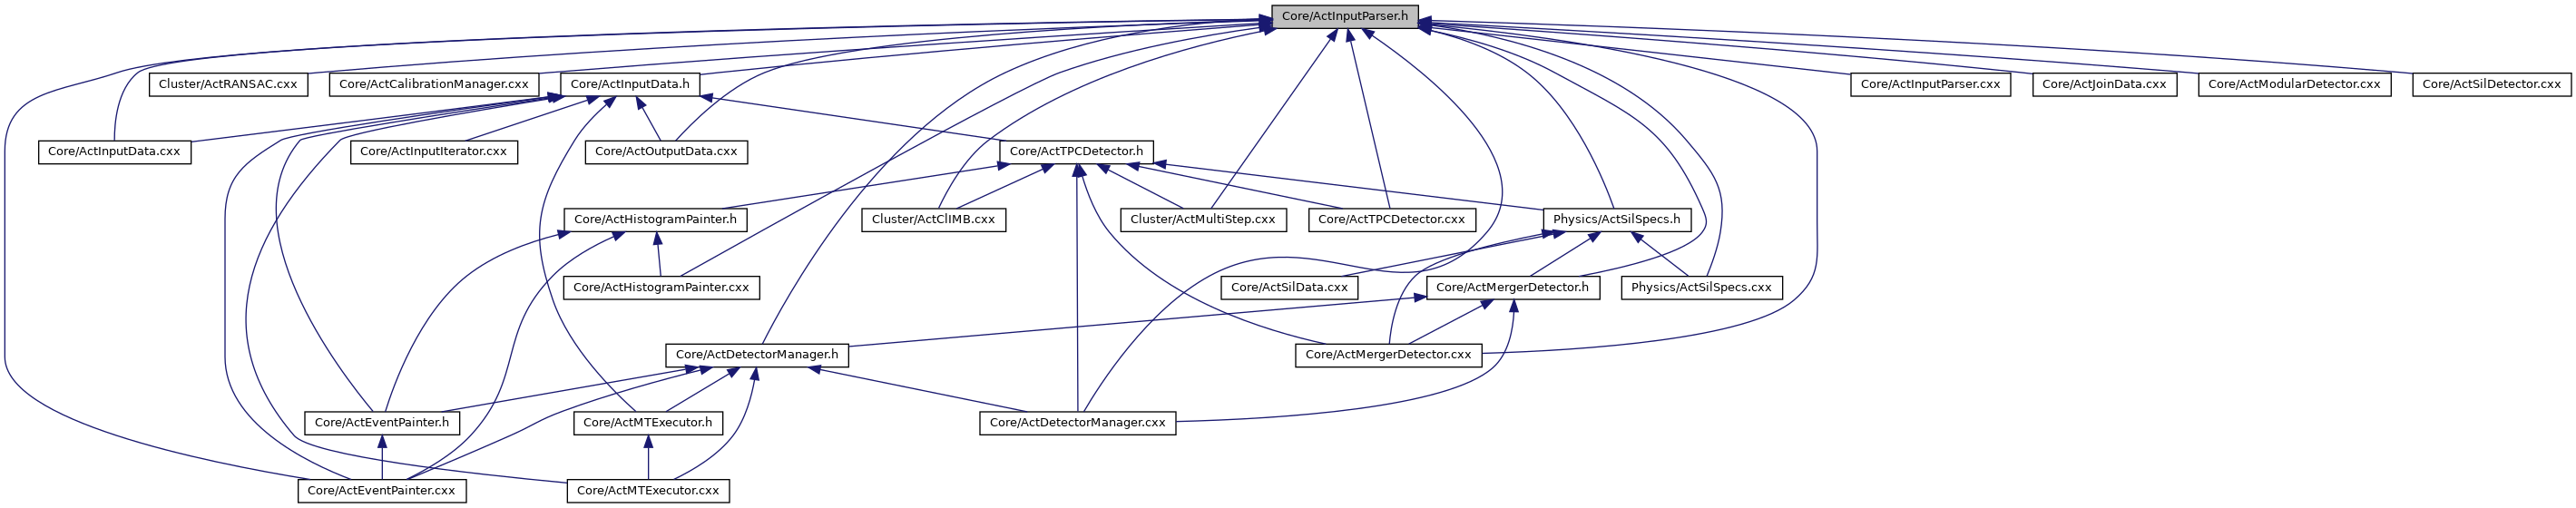 Core/ActInputParser.h
Cluster/ActRANSAC.cxx
Core/ActCalibrationManager.cxx
Core/ActInputData.h
Core/ActInputParser.cxx
Core/ActJoinData.cxx
Core/ActModularDetector.cxx
Core/ActSilDetector.cxx
Core/ActInputData.cxx
Core/ActInputIterator.cxx
Core/ActOutputData.cxx
Core/ActTPCDetector.h
Core/ActHistogramPainter.h
Cluster/ActClIMB.cxx
Cluster/ActMultiStep.cxx
Core/ActTPCDetector.cxx
Physics/ActSilSpecs.h
Core/ActHistogramPainter.cxx
Core/ActSilData.cxx
Core/ActMergerDetector.h
Physics/ActSilSpecs.cxx
Core/ActDetectorManager.h
Core/ActMergerDetector.cxx
Core/ActEventPainter.h
Core/ActMTExecutor.h
Core/ActDetectorManager.cxx
Core/ActEventPainter.cxx
Core/ActMTExecutor.cxx